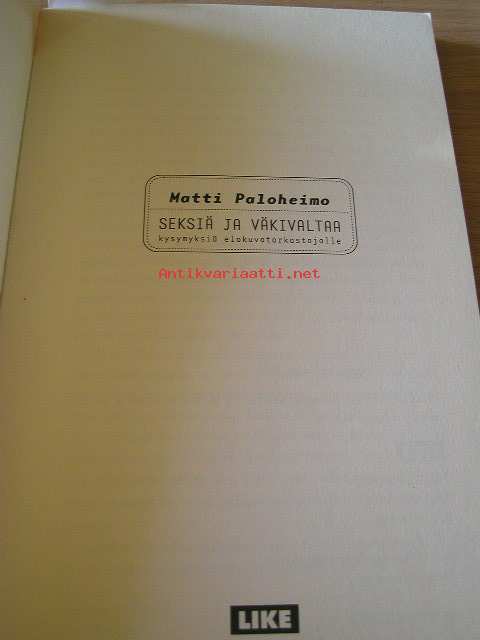 Matti Paloheimo
SEKSIÄ JA VÄKIVALTAA
kysymyksiä elokuvatarkastajalle
Antikvariaatti.net
LIKE